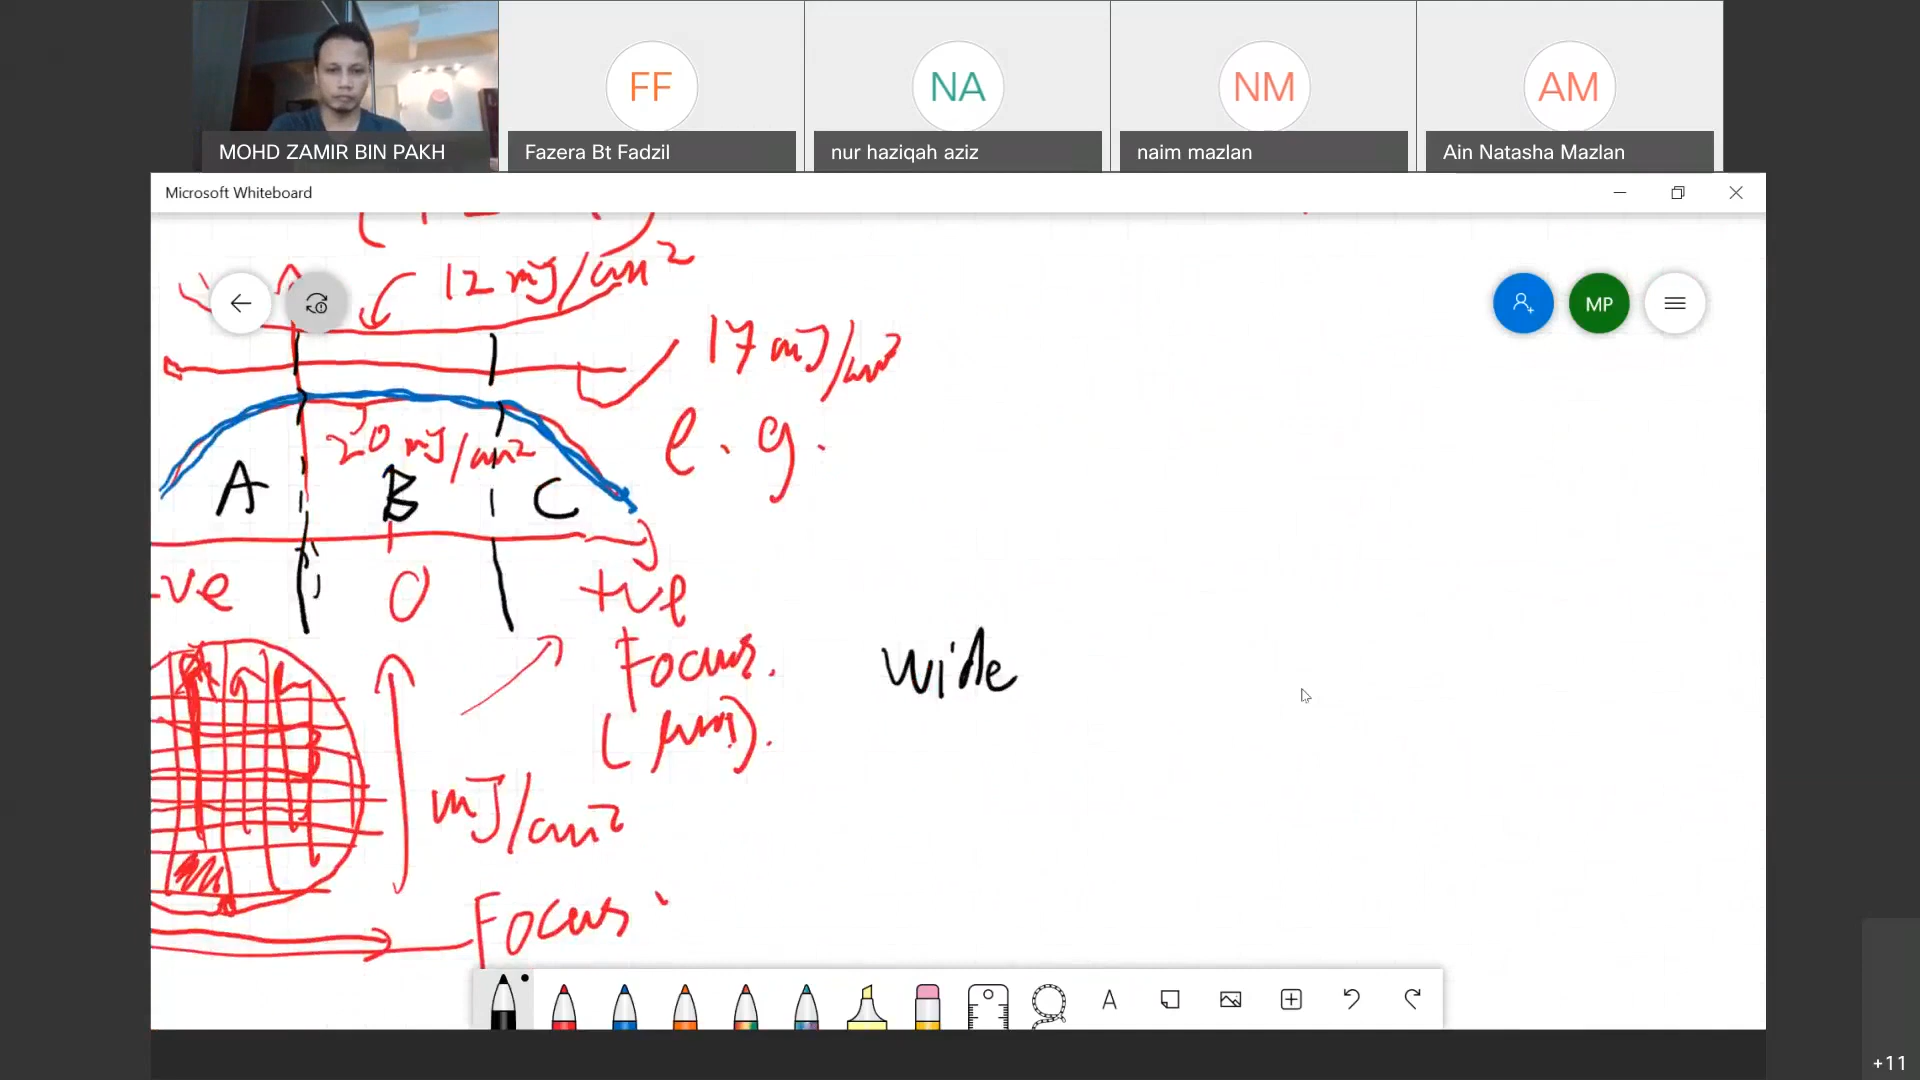 FF
NA
NM
AM
MOHD ZAMIR BIN PAKH
Fazera Bt Fadzil
nur haziqah aziz
naim mazlan
Ain Natasha Mazlan
Microsoft Whiteboard
12 mJ/cm²
MP
17 mJ/cm²
e.g.
20 mJ/cm²
A B C
-ve 0 +ve
Focus.
(μm).
wide
mJ/cm²
Focus
A
+11